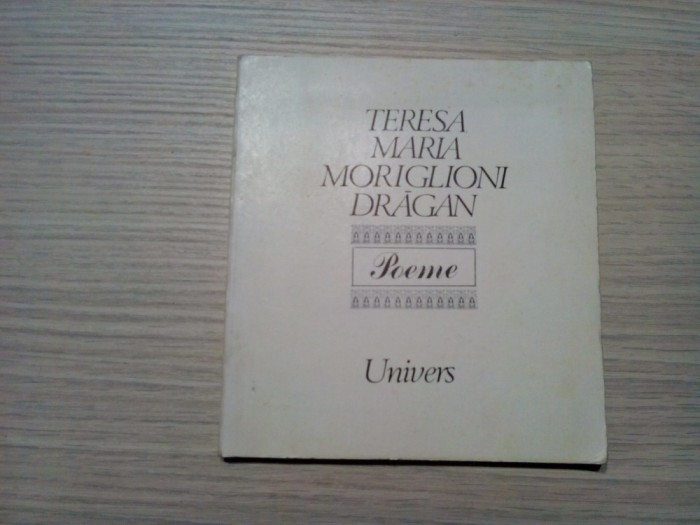 TERESA
MARIA
MORIGLIONI
DRĂGAN
Poeme
Univers